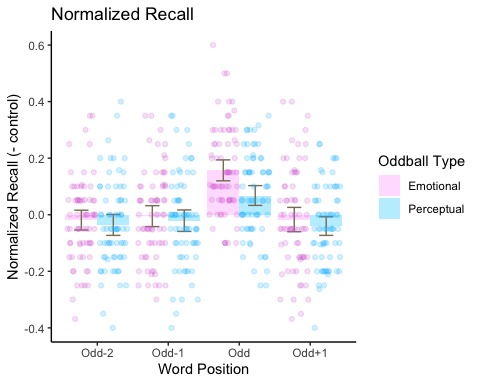 Normalized Recall
Normalized Recall (- control)
0.6
0.4
0.2
0.0
-0.2
-0.4
Odd-2 Odd-1 Odd Odd+1
Word Position
Oddball Type
Emotional
Perceptual